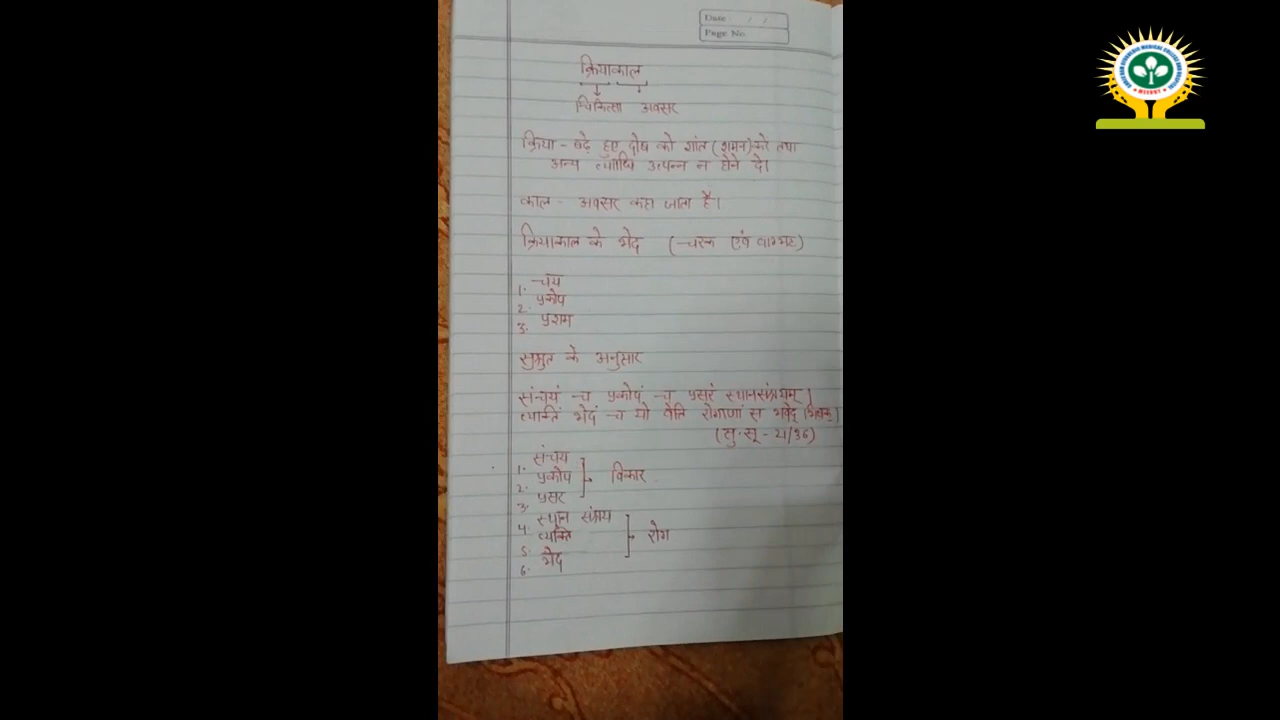 Date / /
Page No.
क्रियाकाल
चिकित्सा अवसर
क्रिया - बढ़े हुए दोष को शांत (शमन) करे तथा
अन्य व्याधि उत्पन्न न होने दे।
काल - अवसर कहा जाता है।
क्रियाकाल के भेद (चरक एवं वाग्भट)
1. चय
2. प्रकोप
3. प्रशम
सुश्रुत के अनुसार
संचयं च प्रकोपं च प्रसरं स्थानसंश्रयम्।
व्यक्तिं भेदं च यो वेत्ति रोगाणां स भवेद् भिषक्।
(सु.सू - 21/36)
1. संचय
2. प्रकोप
3. प्रसर
विकार
4. स्थान संश्रय
5. व्यक्ति
6. भेद
रोग